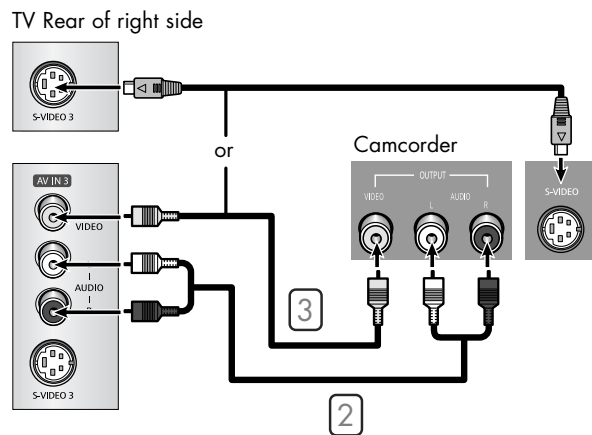 TV Rear of right side
S-VIDEO 3
or
Camcorder
OUTPUT
VIDEO
AUDIO
L
R
S-VIDEO
AV IN 3
VIDEO
AUDIO
S-VIDEO 3
3
2